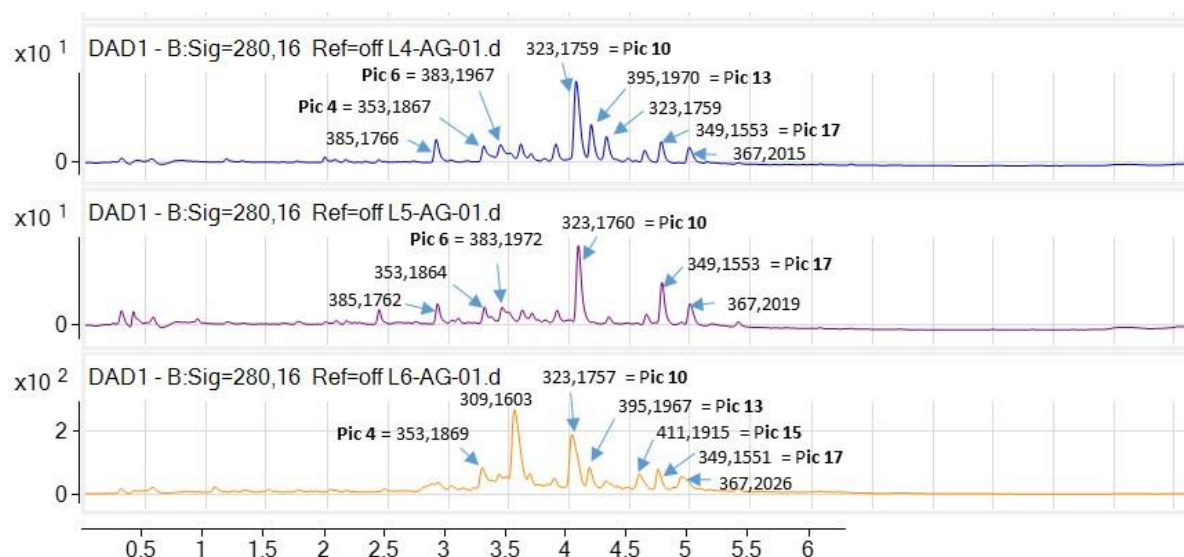 x10 1 DAD1 - B:Sig=280,16 Ref=off L4-AG-01.d
323,1759 = Pic 10
Pic 6 = 383,1967
395,1970 = Pic 13
Pic 4 = 353,1867
323,1759
385,1766
349,1553 = Pic 17
367,2015
0
x10 1 DAD1 - B:Sig=280,16 Ref=off L5-AG-01.d
323,1760 = Pic 10
Pic 6 = 383,1972
353,1864
349,1553 = Pic 17
385,1762
367,2019
0
x10 2 DAD1 - B:Sig=280,16 Ref=off L6-AG-01.d
323,1757 = Pic 10
309,1603
395,1967 = Pic 13
2
Pic 4 = 353,1869
411,1915 = Pic 15
349,1551 = Pic 17
367,2026
0
0.5 1 1.5 2 2.5 3 3.5 4 4.5 5 5.5 6